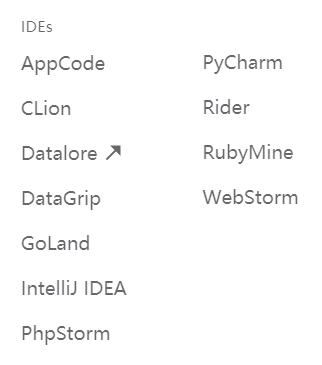 IDEs
AppCode
CLion
Datalore ↗
DataGrip
GoLand
IntelliJ IDEA
PhpStorm
PyCharm
Rider
RubyMine
WebStorm